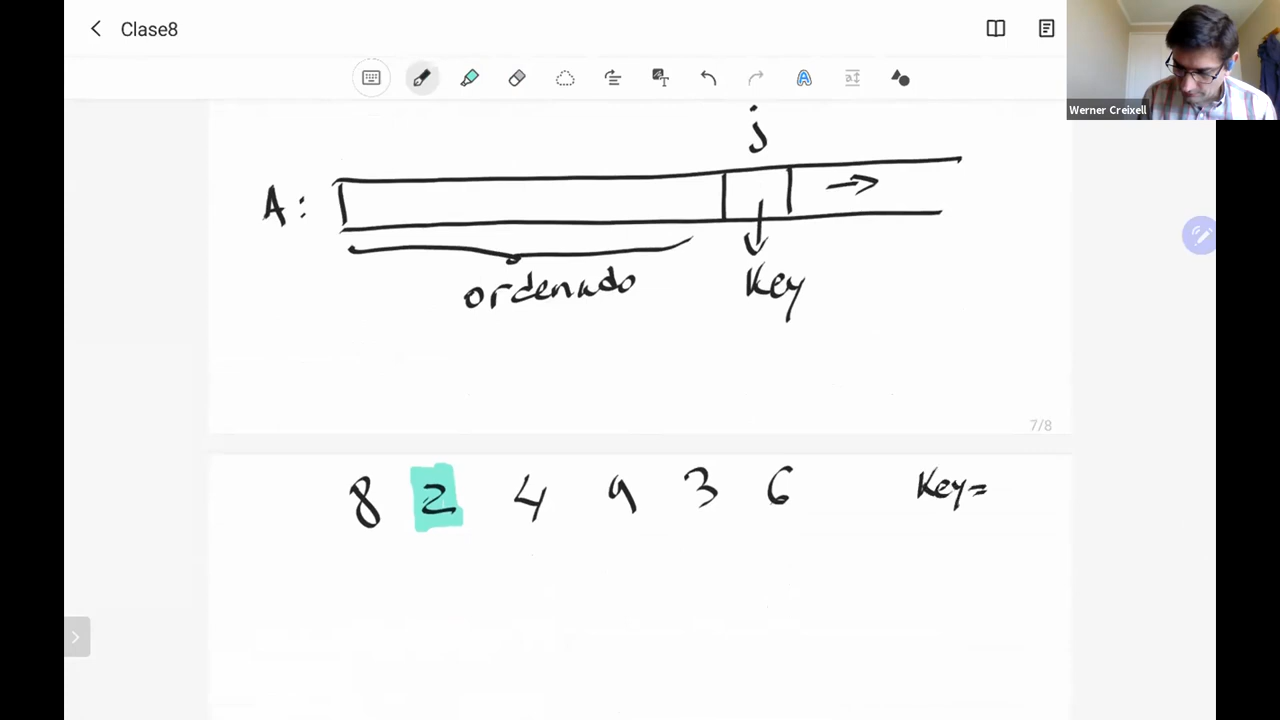 Clase8
Werner Creixell
j
A:
ordenado
Key
7/8
8 2 4 9 3 6 Key=